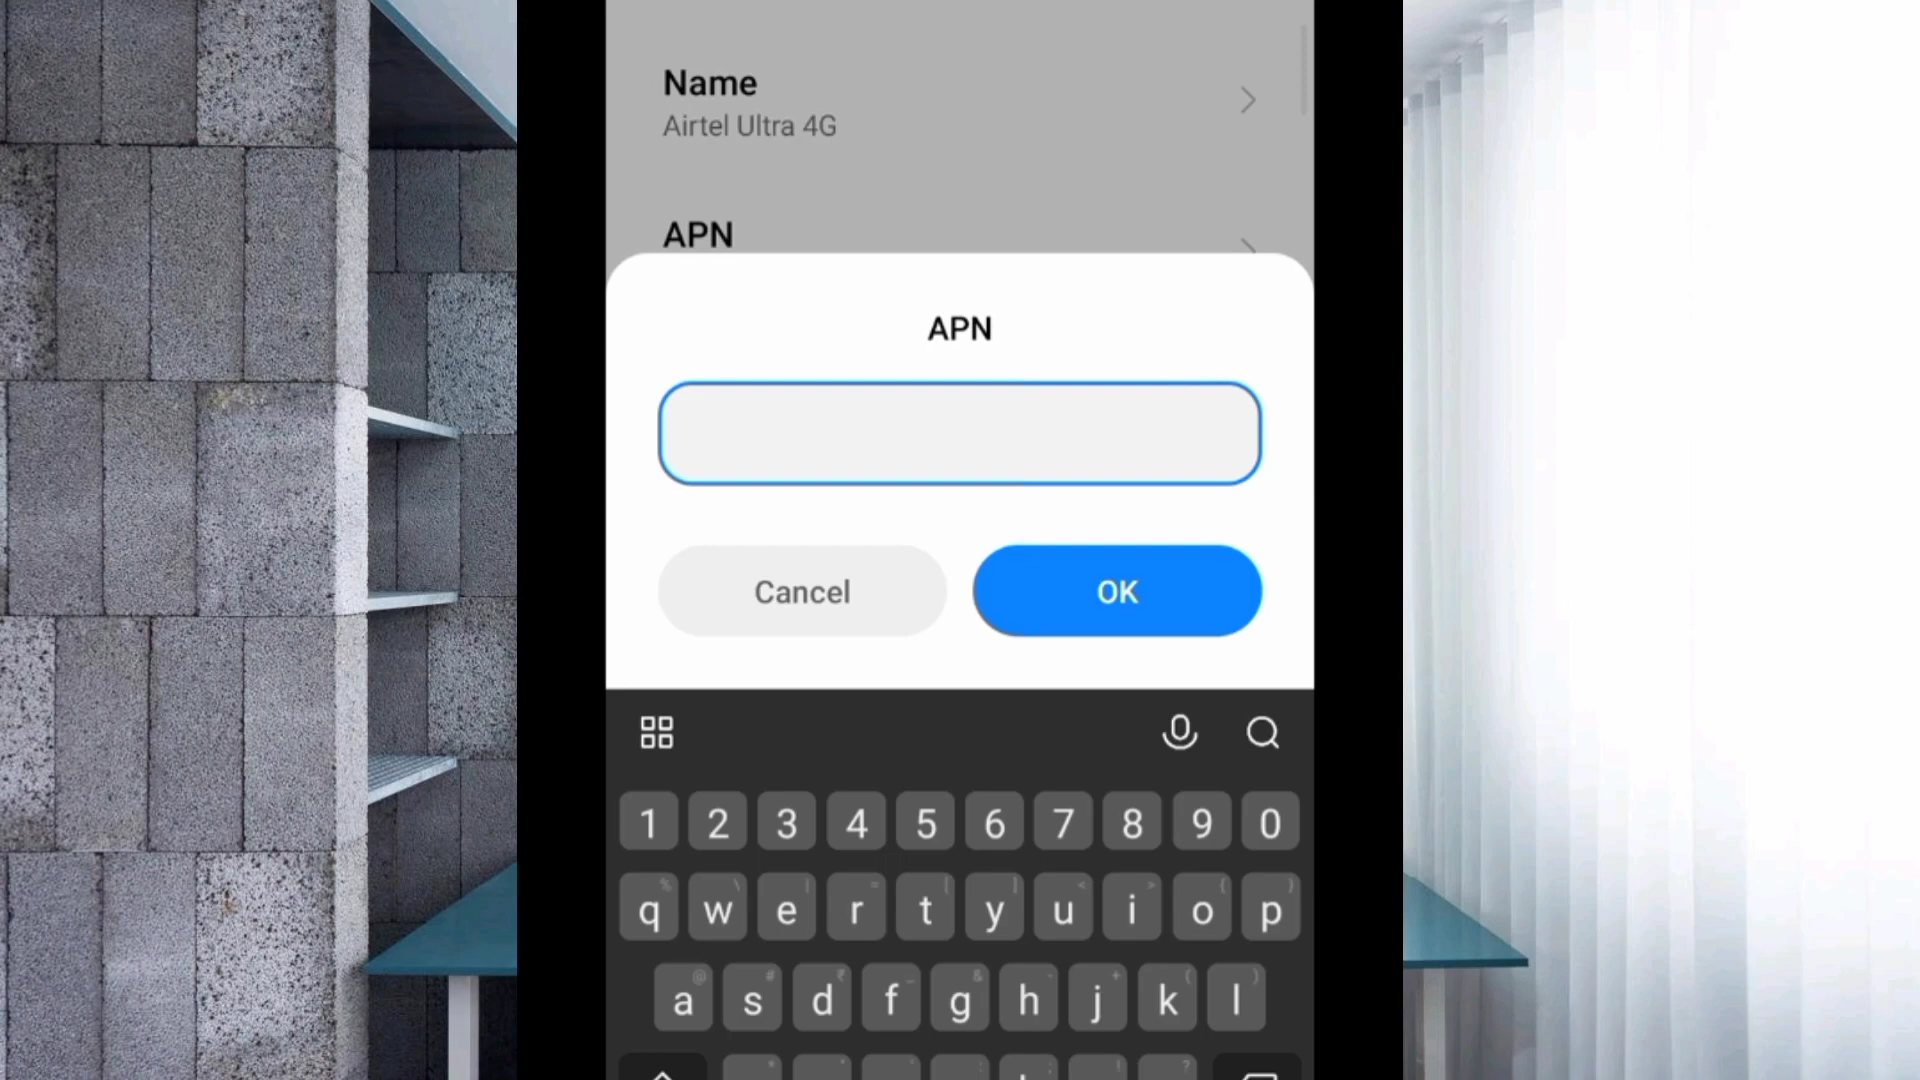 Name
Airtel Ultra 4G
APN
APN
Cancel
OK
1 2 3 4 5 6 7 8 9 0
q w e r t y u i o p
a s d f g h j k l